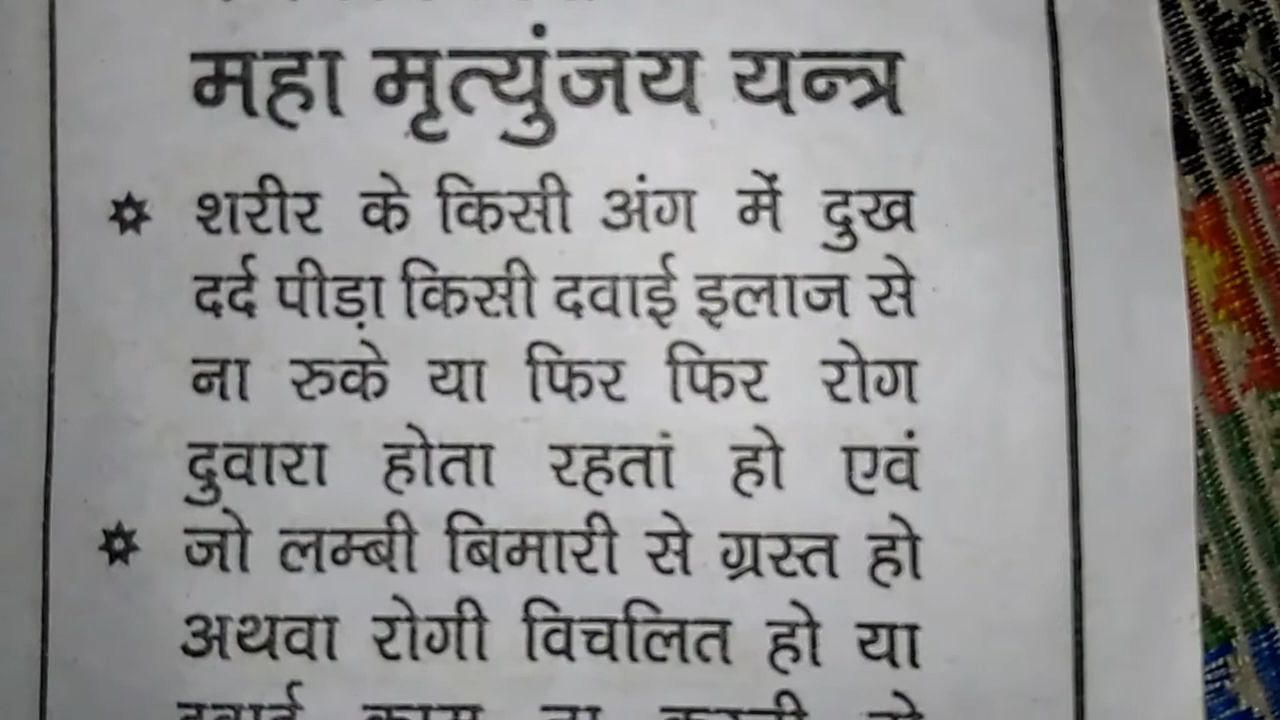 महा मृत्युंजय यन्त्र
✡ शरीर के किसी अंग में दुख
दर्द पीड़ा किसी दवाई इलाज से
ना रुके या फिर फिर रोग
दुवारा होता रहतां हो एवं
✡ जो लम्बी बिमारी से ग्रस्त हो
अथवा रोगी विचलित हो या